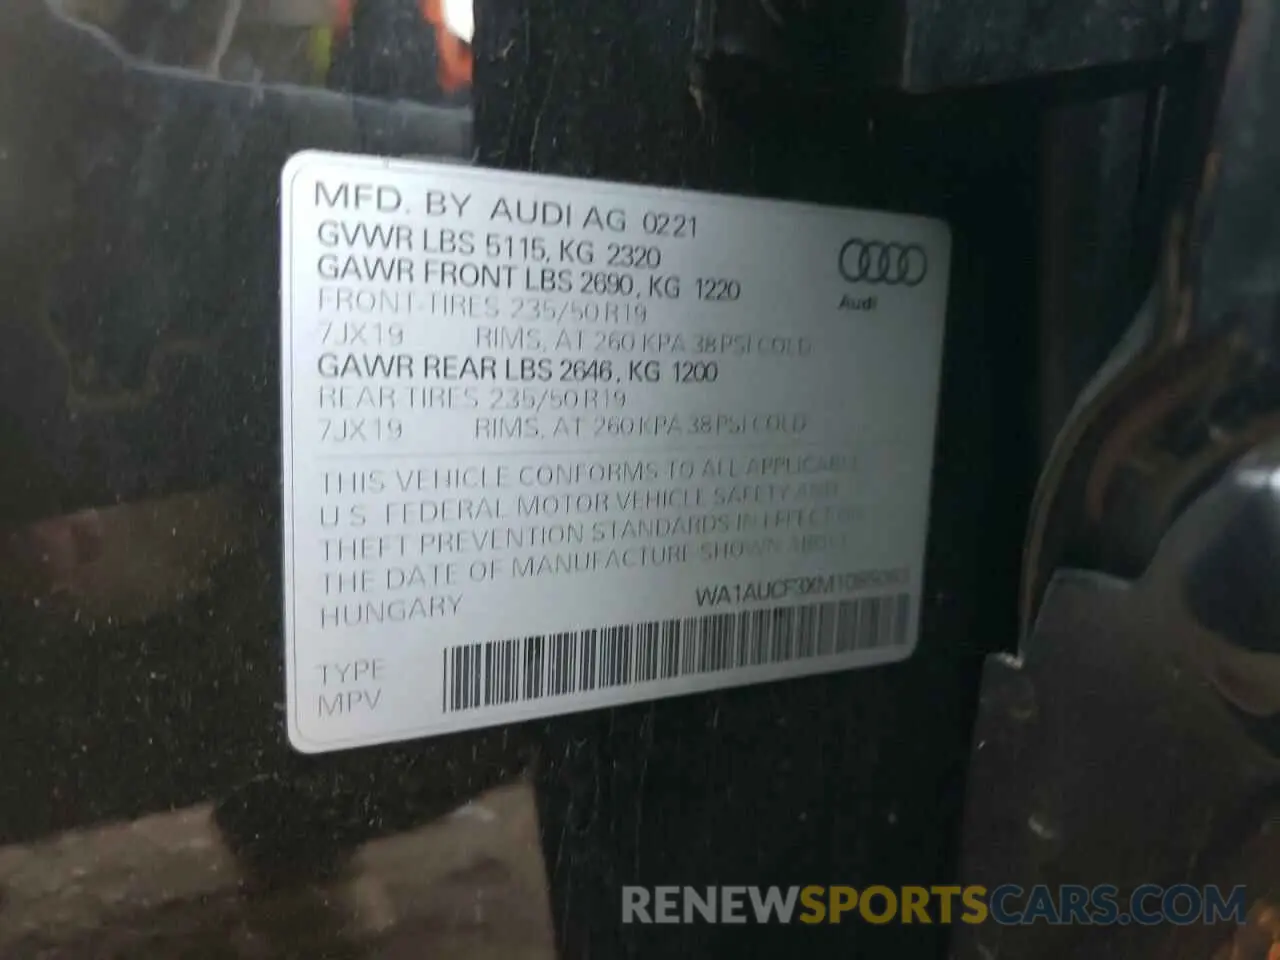 MFD. BY AUDI AG 0221
GVWR LBS 5115, KG 2320
GAWR FRONT LBS 2690, KG 1220
FRONT-TIRES 235/50 R19
7JX19 RIMS, AT 260 KPA 38 PSI COLD
GAWR REAR LBS 2646, KG 1200
REAR-TIRES 235/50 R19
7JX19 RIMS, AT 260 KPA 38 PSI COLD
Audi
THIS VEHICLE CONFORMS TO ALL APPLICABLE
U.S. FEDERAL MOTOR VEHICLE SAFETY AND
THEFT PREVENTION STANDARDS IN EFFECT ON
THE DATE OF MANUFACTURE SHOWN ABOVE
HUNGARY
TYPE
MPV
RENEWSPORTSCARS.COM